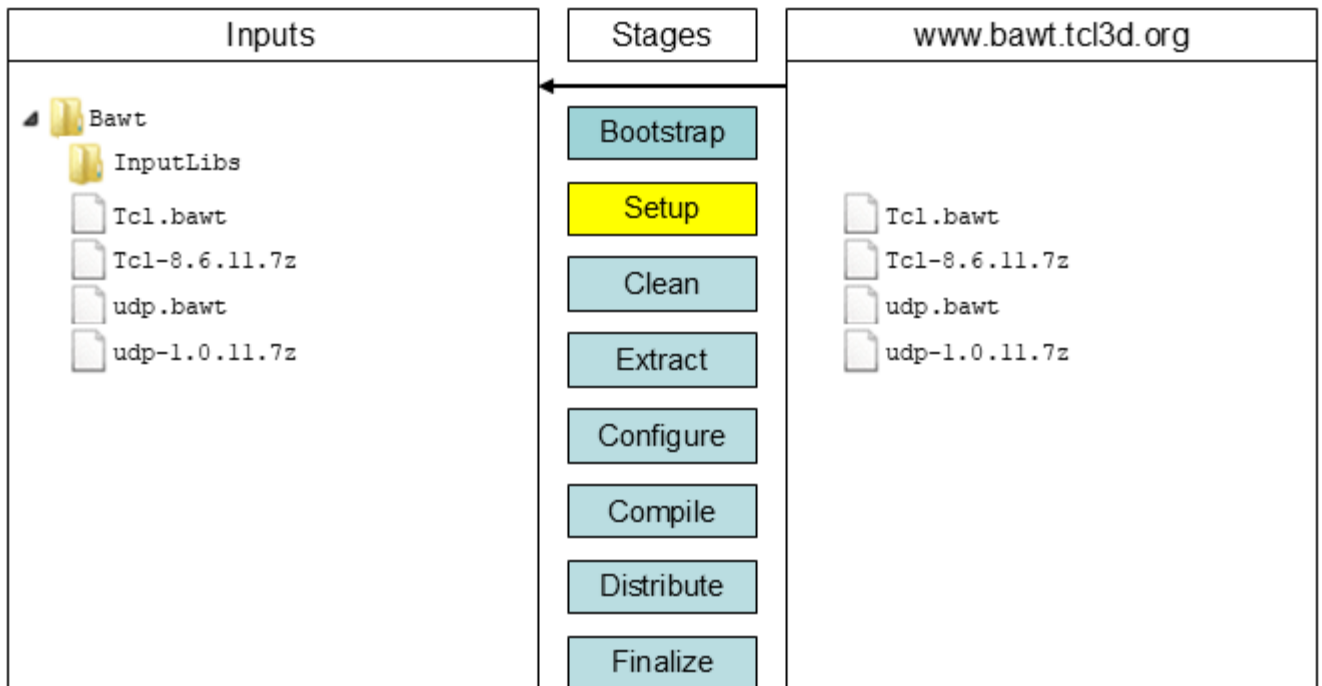 Inputs
Stages
www.bawt.tcl3d.org
Bawt
InputLibs
Tcl.bawt
Tcl-8.6.11.7z
udp.bawt
udp-1.0.11.7z
Bootstrap
Setup
Clean
Extract
Configure
Compile
Distribute
Finalize
Tcl.bawt
Tcl-8.6.11.7z
udp.bawt
udp-1.0.11.7z